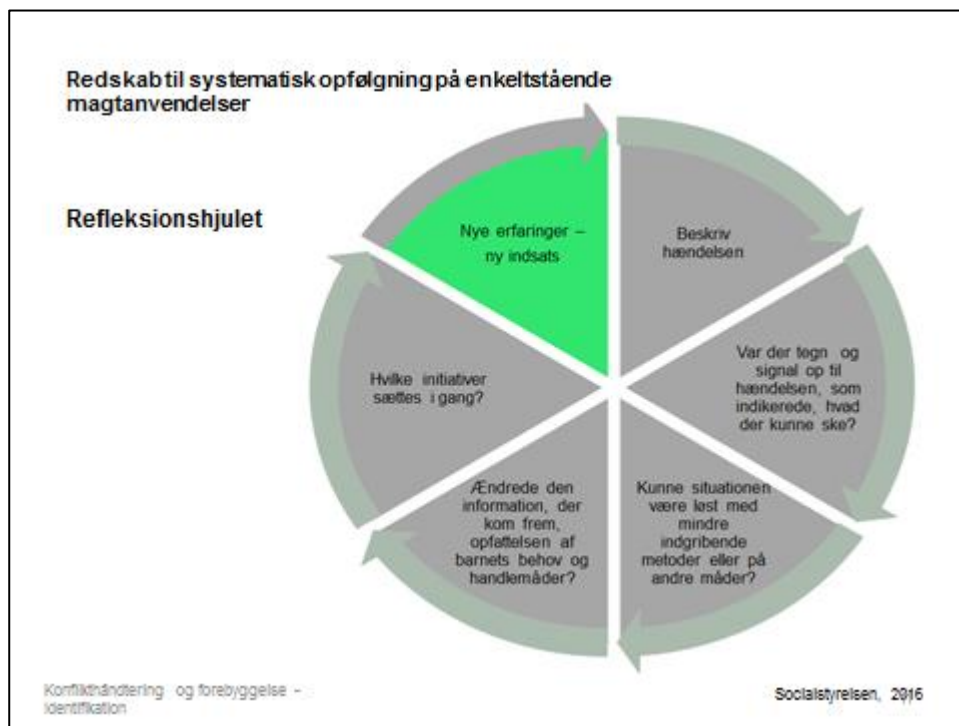 Redskab til systematisk opfølgning på enkeltstående
magtanvendelser
Refleksionshjulet
Nye erfaringer –
ny indsats
Beskriv
hændelsen
Var der tegn og
signal op til
hændelsen, som
indikerede, hvad
der kunne ske?
Kunne situationen
være løst med
mindre
indgribende
metoder eller på
andre måder?
Ændrede den
information, der
kom frem,
opfattelsen af
barnets behov og
handlemåder?
Hvilke initiativer
sættes i gang?
Konflikthåndtering og forebyggelse –
identifikation
Socialstyrelsen, 2016